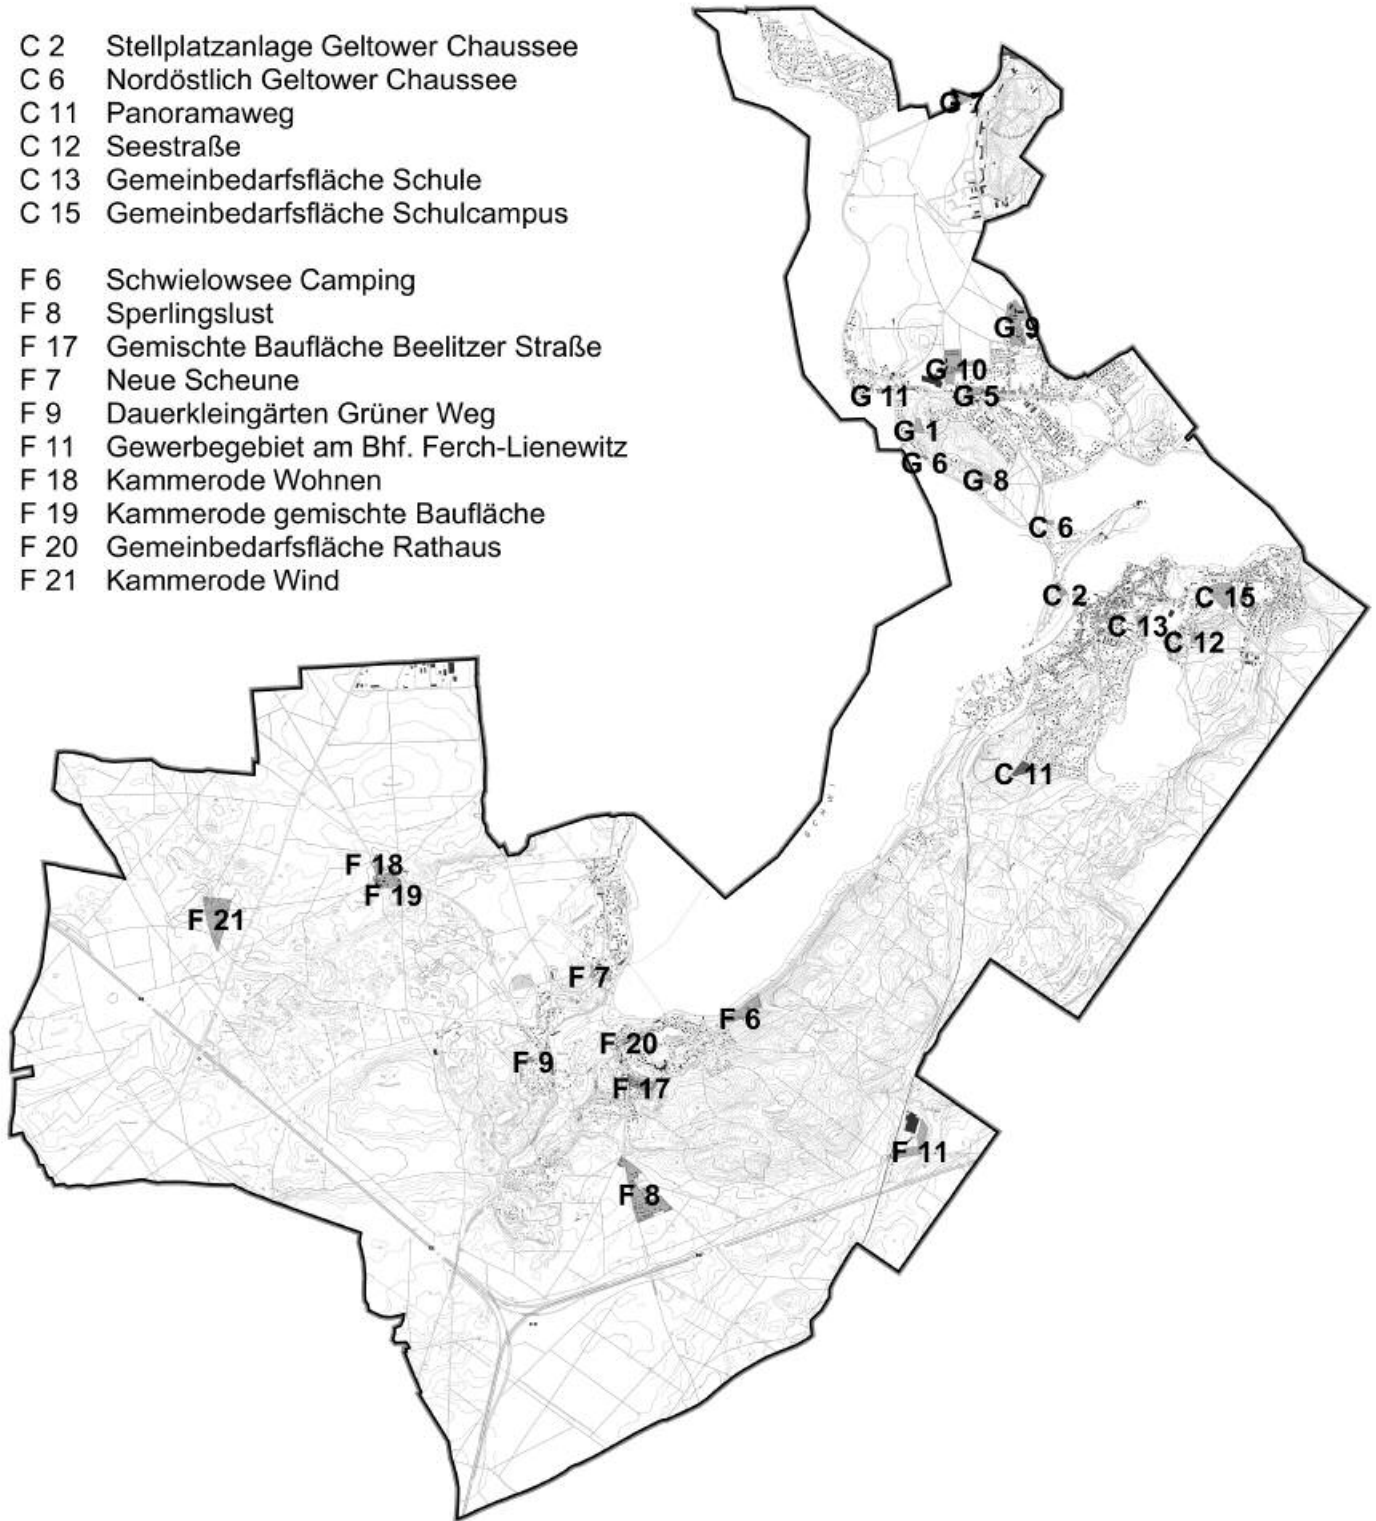 C 2 Stellplatzanlage Geltower Chaussee
C 6 Nordöstlich Geltower Chaussee
C 11 Panoramaweg
C 12 Seestraße
C 13 Gemeinbedarfsfläche Schule
C 15 Gemeinbedarfsfläche Schulcampus
F 6 Schwielowsee Camping
F 8 Sperlingslust
F 17 Gemischte Baufläche Beelitzer Straße
F 7 Neue Scheune
F 9 Dauerkleingärten Grüner Weg
F 11 Gewerbegebiet am Bhf. Ferch-Lienewitz
F 18 Kammerode Wohnen
F 19 Kammerode gemischte Baufläche
F 20 Gemeinbedarfsfläche Rathaus
F 21 Kammerode Wind
G 7
G 9
G 10
G 11
G 5
G 1
G 6
G 8
C 6
C 2
C 15
C 13
C 12
C 11
SCHWI
F 18
F 19
F 21
F 7
F 6
F 20
F 9
F 17
F 11
F 8